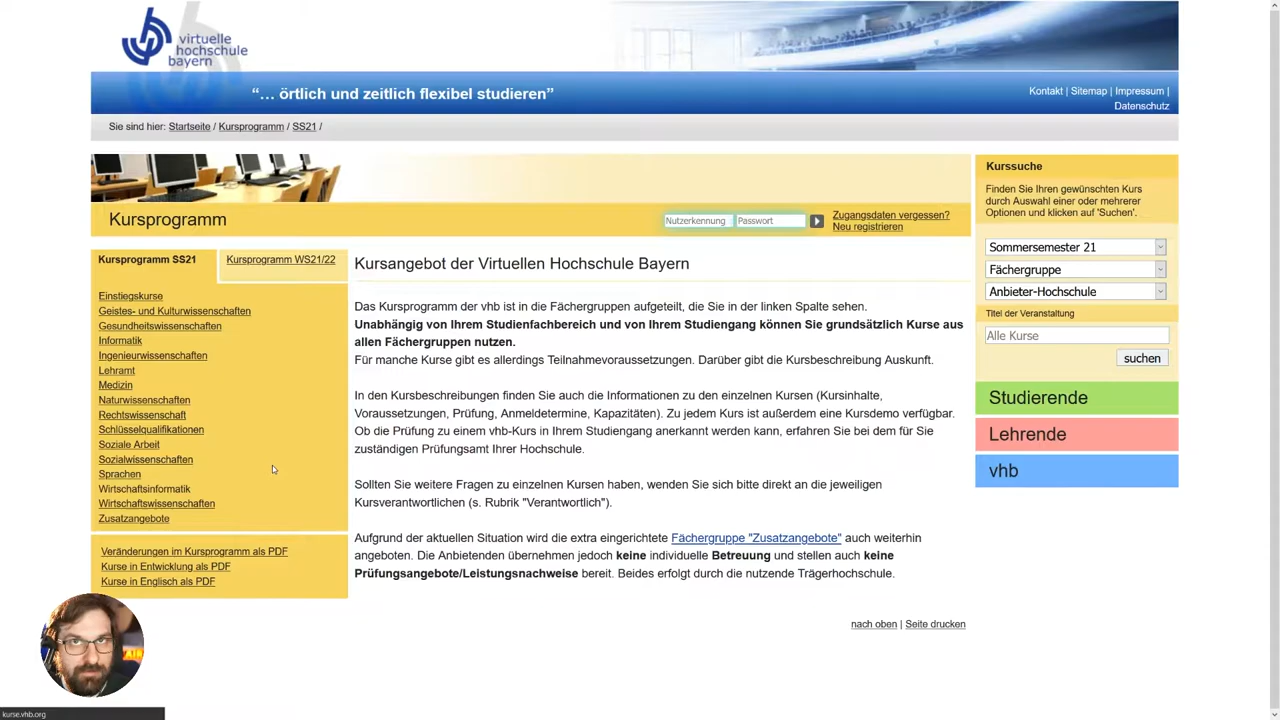 virtuelle
hochschule
bayern
“… örtlich und zeitlich flexibel studieren”
Kontakt | Sitemap | Impressum |
Datenschutz
Sie sind hier: Startseite / Kursprogramm / SS21 /
Kursprogramm
Nutzerkennung
Passwort
Zugangsdaten vergessen?
Neu registrieren
Kursprogramm SS21
Kursprogramm WS21/22
Einstiegskurse
Geistes- und Kulturwissenschaften
Gesundheitswissenschaften
Informatik
Ingenieurwissenschaften
Lehramt
Medizin
Naturwissenschaften
Rechtswissenschaft
Schlüsselqualifikationen
Soziale Arbeit
Sozialwissenschaften
Sprachen
Wirtschaftsinformatik
Wirtschaftswissenschaften
Zusatzangebote
Veränderungen im Kursprogramm als PDF
Kurse in Entwicklung als PDF
Kurse in Englisch als PDF
Kursangebot der Virtuellen Hochschule Bayern
Das Kursprogramm der vhb ist in die Fächergruppen aufgeteilt, die Sie in der linken Spalte sehen.
Unabhängig von Ihrem Studienfachbereich und von Ihrem Studiengang können Sie grundsätzlich Kurse aus
allen Fächergruppen nutzen.
Für manche Kurse gibt es allerdings Teilnahmevoraussetzungen. Darüber gibt die Kursbeschreibung Auskunft.
In den Kursbeschreibungen finden Sie auch die Informationen zu den einzelnen Kursen (Kursinhalte,
Voraussetzungen, Prüfung, Anmeldetermine, Kapazitäten). Zu jedem Kurs ist außerdem eine Kursdemo verfügbar.
Ob die Prüfung zu einem vhb-Kurs in Ihrem Studiengang anerkannt werden kann, erfahren Sie bei dem für Sie
zuständigen Prüfungsamt Ihrer Hochschule.
Sollten Sie weitere Fragen zu einzelnen Kursen haben, wenden Sie sich bitte direkt an die jeweiligen
Kursverantwortlichen (s. Rubrik "Verantwortlich").
Aufgrund der aktuellen Situation wird die extra eingerichtete Fächergruppe "Zusatzangebote" auch weiterhin
angeboten. Die Anbietenden übernehmen jedoch keine individuelle Betreuung und stellen auch keine
Prüfungsangebote/Leistungsnachweise bereit. Beides erfolgt durch die nutzende Trägerhochschule.
nach oben | Seite drucken
Kurssuche
Finden Sie Ihren gewünschten Kurs
durch Auswahl einer oder mehrerer
Optionen und klicken auf 'Suchen'.
Sommersemester 21
Fächergruppe
Anbieter-Hochschule
Titel der Veranstaltung
Alle Kurse
suchen
Studierende
Lehrende
vhb
kurse.vhb.org